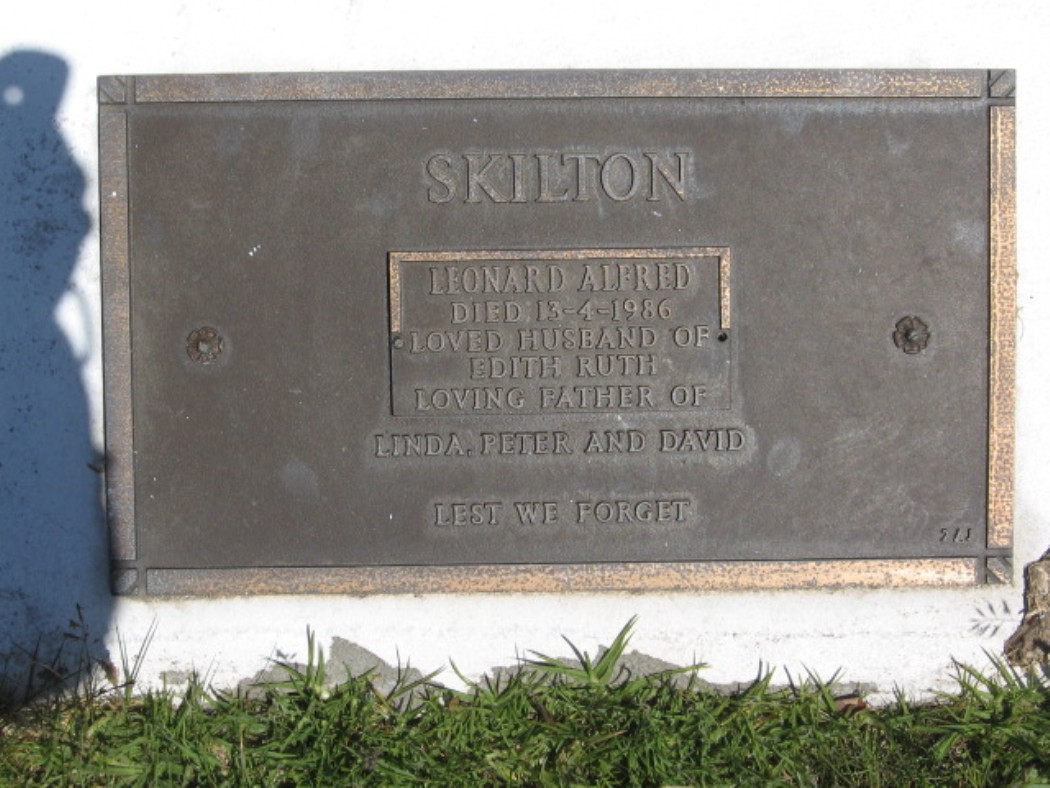 SKILTON
LEONARD ALFRED
DIED 13-4-1986
LOVED HUSBAND OF
EDITH RUTH
LOVING FATHER OF
LINDA, PETER AND DAVID
LEST WE FORGET